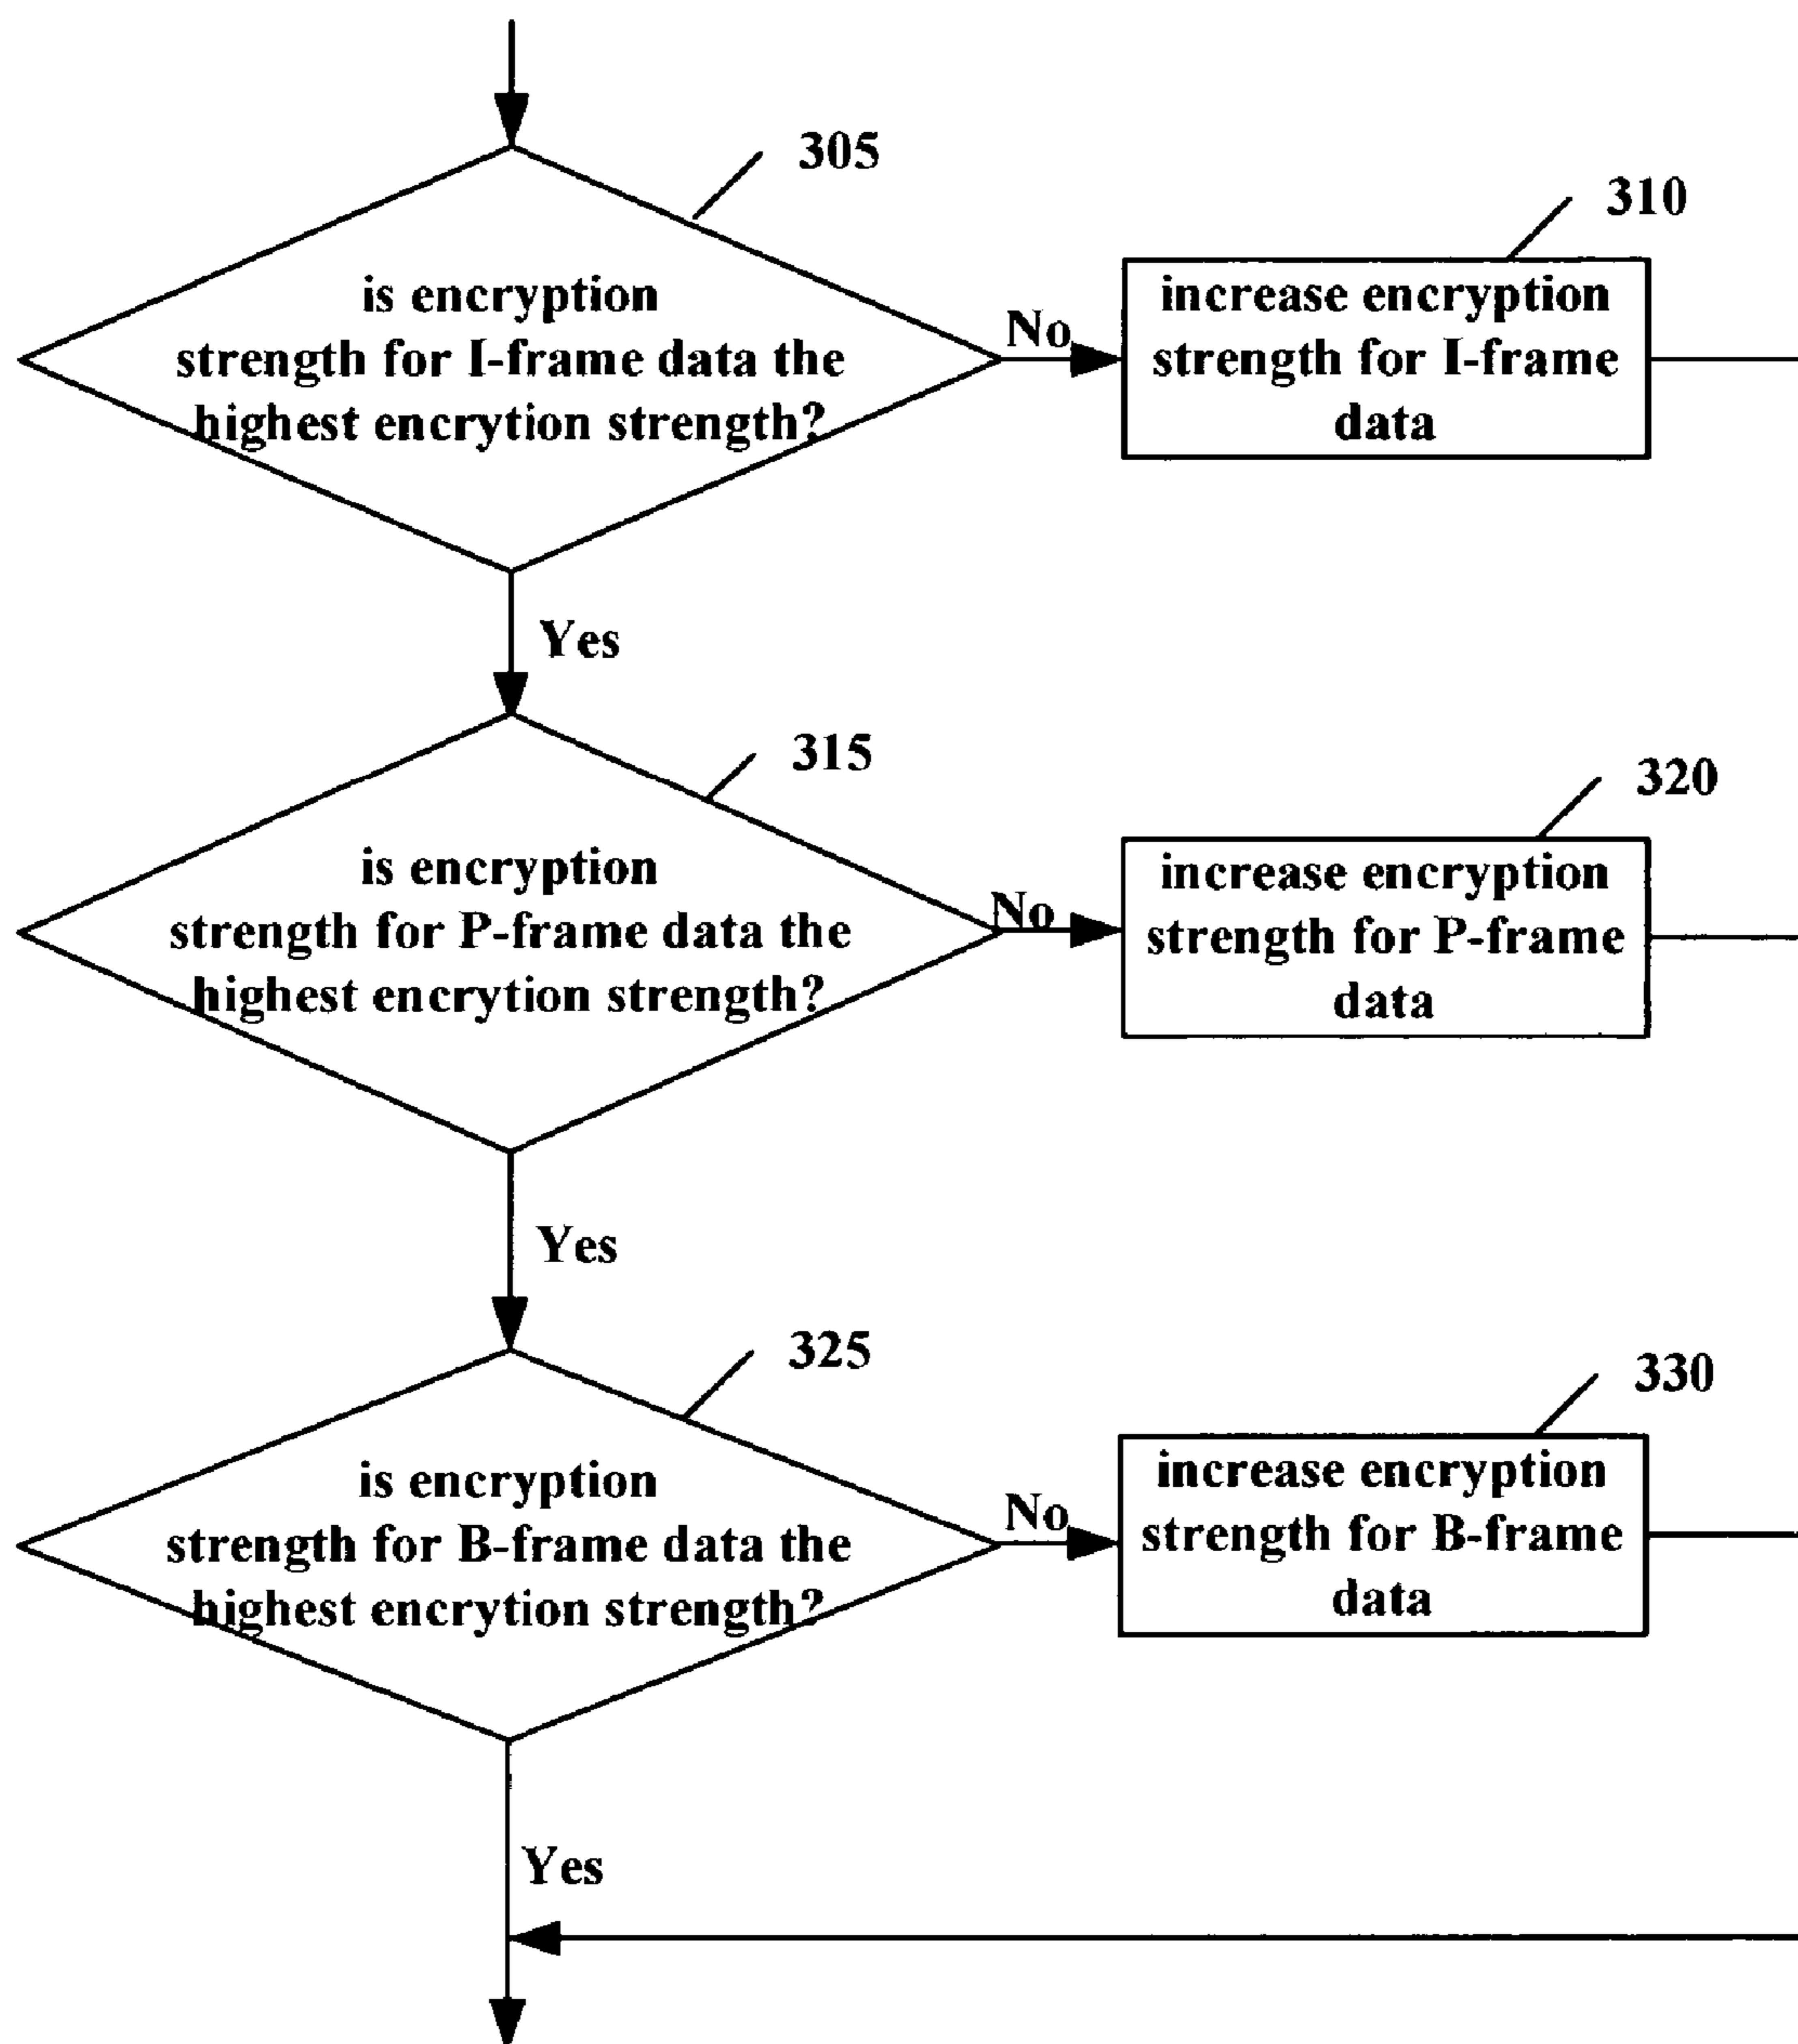 305
is encryption
strength for I-frame data the
highest encrytion strength?
No
310
increase encryption
strength for I-frame
data
Yes
315
is encryption
strength for P-frame data the
highest encrytion strength?
No
320
increase encryption
strength for P-frame
data
Yes
325
is encryption
strength for B-frame data the
highest encrytion strength?
No
330
increase encryption
strength for B-frame
data
Yes